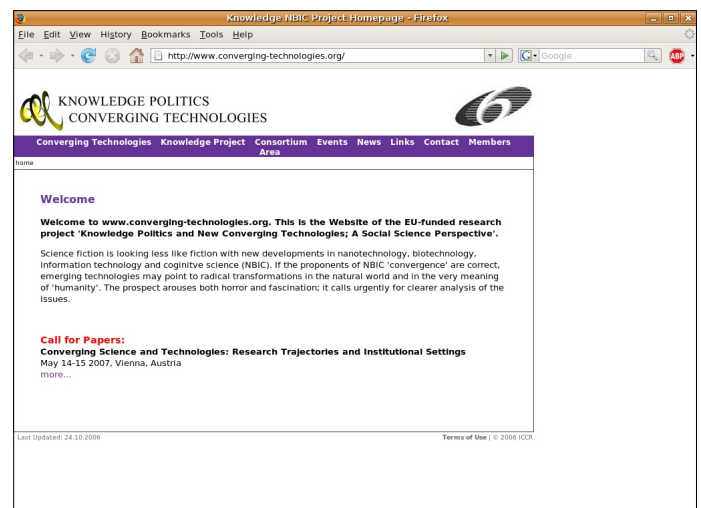 Knowledge NBIC Project Homepage - Firefox
File Edit View History Bookmarks Tools Help
http://www.converging-technologies.org/ Google ABP
KNOWLEDGE POLITICS
CONVERGING TECHNOLOGIES
6
Converging Technologies Knowledge Project Consortium Area Events News Links Contact Members
home
Welcome
Welcome to www.converging-technologies.org. This is the Website of the EU-funded research
project 'Knowledge Politics and New Converging Technologies; A Social Science Perspective'.
Science fiction is looking less like fiction with new developments in nanotechnology, biotechnology,
information technology and coginitve science (NBIC). If the proponents of NBIC 'convergence' are correct,
emerging technologies may point to radical transformations in the natural world and in the very meaning
of 'humanity'. The prospect arouses both horror and fascination; it calls urgently for clearer analysis of the
issues.
Call for Papers:
Converging Science and Technologies: Research Trajectories and Institutional Settings
May 14-15 2007, Vienna, Austria
more...
Last Updated: 24.10.2006 Terms of Use | © 2006 ICCR